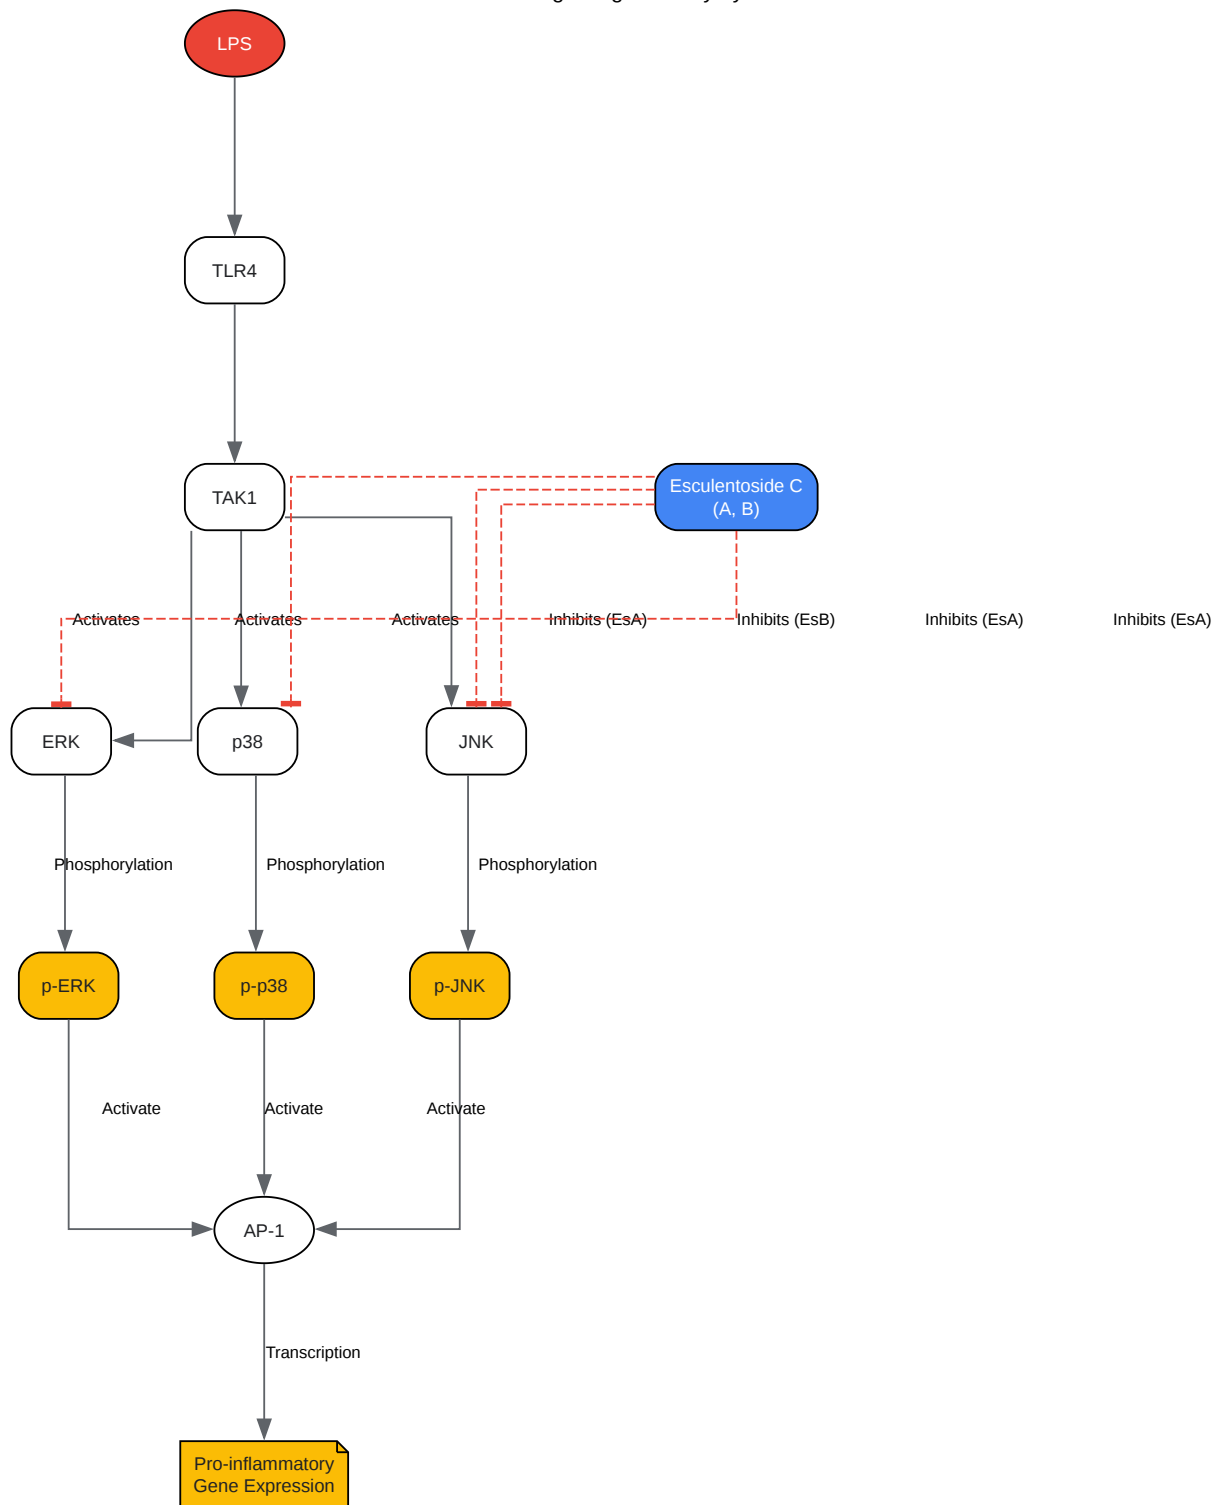 LPS
TLR4
TAK1
Esculentoside C
(A, B)
Activates
Activates
Activates
Inhibits (EsA)
Inhibits (EsB)
Inhibits (EsA)
Inhibits (EsA)
ERK
p38
JNK
Phosphorylation
Phosphorylation
Phosphorylation
p-ERK
p-p38
p-JNK
Activate
Activate
Activate
AP-1
Transcription
Pro-inflammatory
Gene Expression